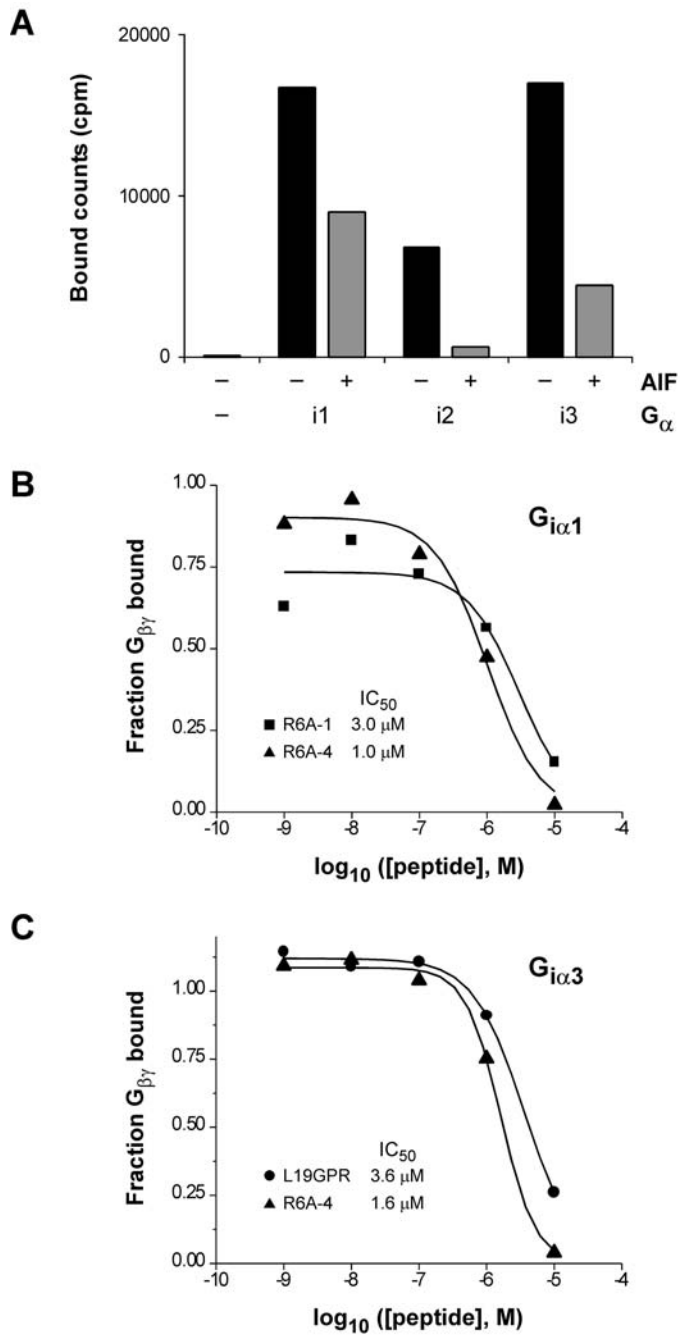 A
20000
10000
0
Bound counts (cpm)
– – + – + – + AIF
– i1 i2 i3 Gα
B
1.00
0.75
0.50
0.25
0.00
Fraction Gβγ bound
Giα1
IC50
R6A-1 3.0 μM
R6A-4 1.0 μM
-10 -9 -8 -7 -6 -5 -4
log10 ([peptide], M)
C
1.00
0.75
0.50
0.25
0.00
Fraction Gβγ bound
Giα3
IC50
L19GPR 3.6 μM
R6A-4 1.6 μM
-10 -9 -8 -7 -6 -5 -4
log10 ([peptide], M)